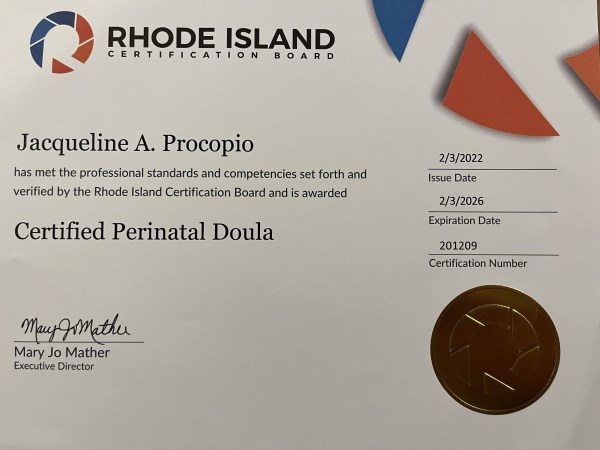 RHODE ISLAND
CERTIFICATION BOARD
Jacqueline A. Procopio
has met the professional standards and competencies set forth and
verified by the Rhode Island Certification Board and is awarded
Certified Perinatal Doula
2/3/2022
Issue Date
2/3/2026
Expiration Date
201209
Certification Number
Mary Jo Mather
Mary Jo Mather
Executive Director